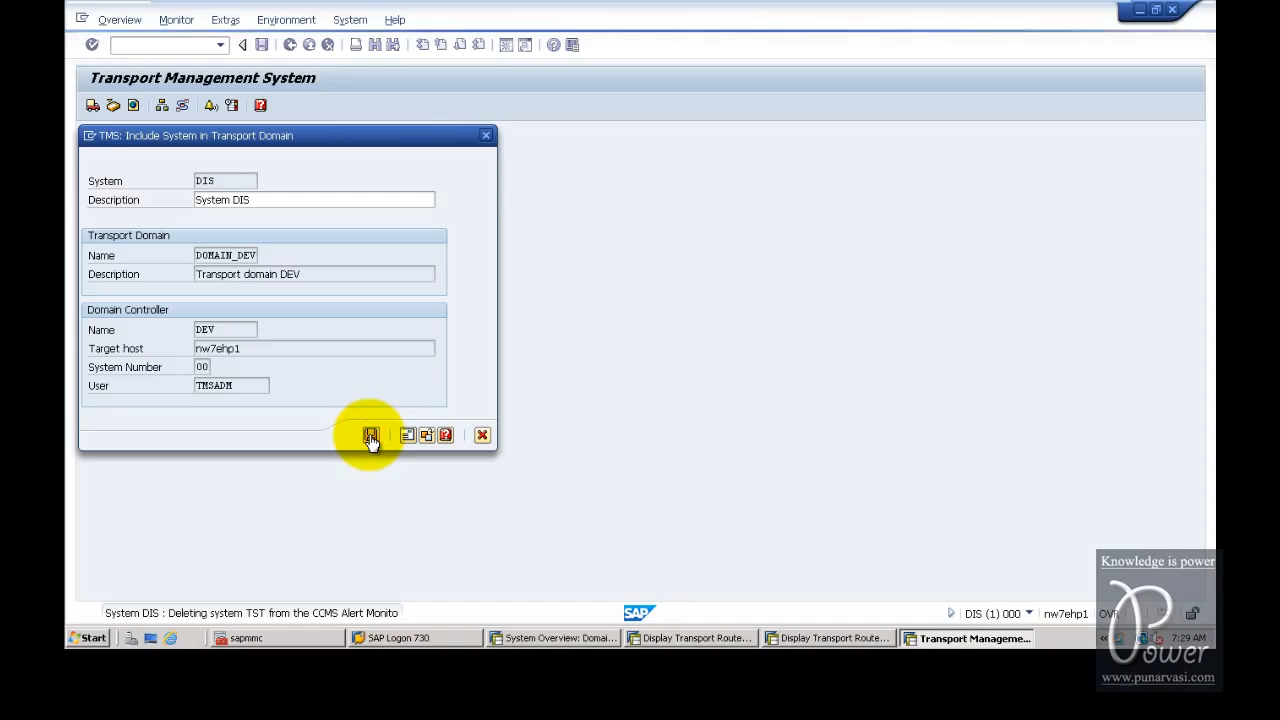 Overview Monitor Extras Environment System Help
Transport Management System
TMS: Include System in Transport Domain
System DIS
Description System DIS
Transport Domain
Name DOMAIN_DEV
Description Transport domain DEV
Domain Controller
Name DEV
Target host nw7ehp1
System Number 00
User TMSADM
System DIS : Deleting system TST from the CCMS Alert Monito
SAP
DIS (1) 000 nw7ehp1 OVR
Start sapmmc SAP Logon 730 System Overview: Domai... Display Transport Route... Display Transport Route... Transport Manageme... 7:29 AM
Knowledge is power
Power
www.punarvasi.com